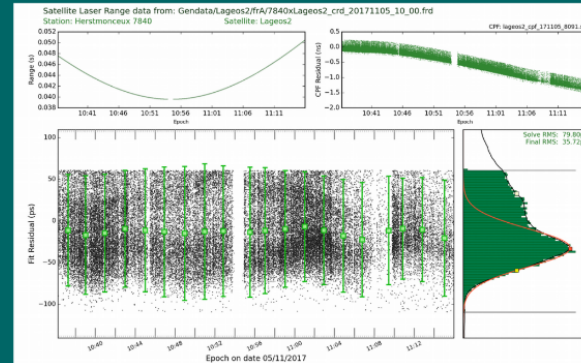 Satellite Laser Range data from: Gendata/Lageos2/frA/7840xLageos2_crd_20171105_10_00.frd
Station: Herstmonceux 7840 Satellite: Lageos2
CPF: lageos2_cpf_171105_8091.
Range (s)
0.052
0.050
0.048
0.046
0.044
0.042
0.040
0.038
10:41 10:46 10:51 10:56 11:01 11:06 11:11
Epoch
CPF Residual (ns)
0.5
0.0
-0.5
-1.0
-1.5
-2.0
10:41 10:46 10:51 10:56 11:01 11:06 11:11
Epoch
Fit Residual (ps)
100
50
0
−50
−100
10:40 10:44 10:48 10:52 10:56 11:00 11:04 11:08 11:12
Epoch on date 05/11/2017
Solve RMS: 79.80
Final RMS: 35.72